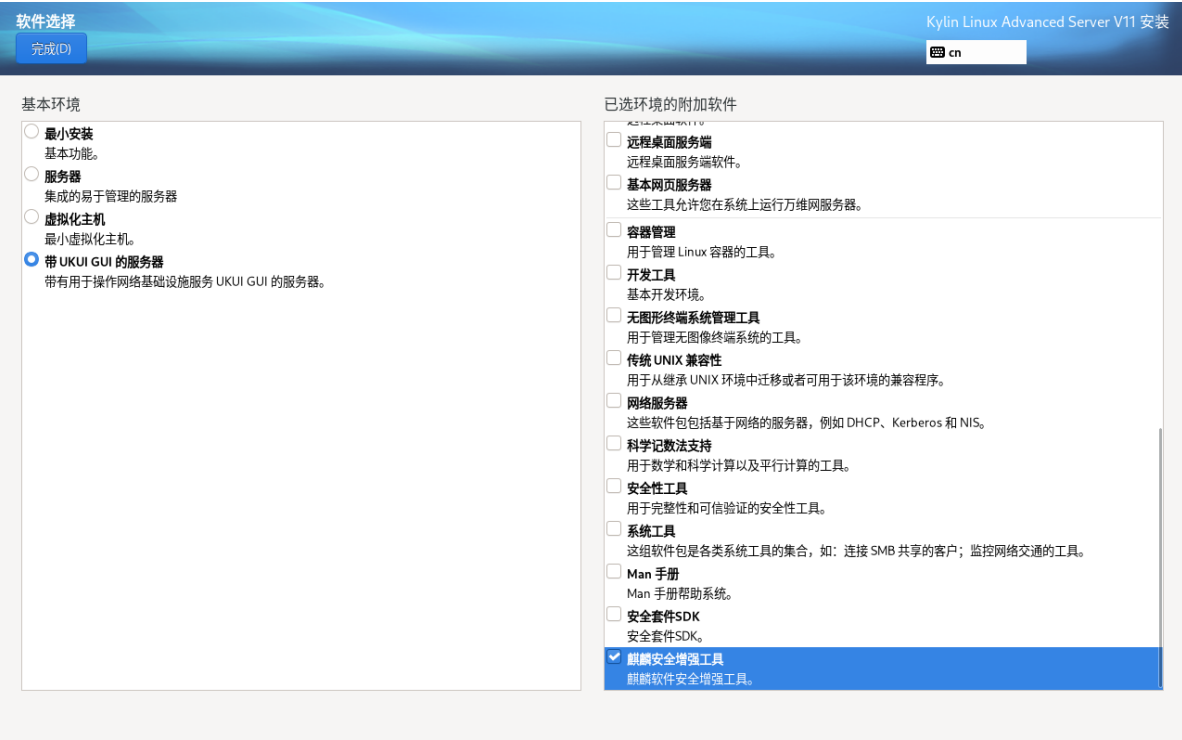 软件选择
Kylin Linux Advanced Server V11 安装
完成(D)
cn
基本环境
最小安装
基本功能。
服务器
集成的易于管理的服务器
虚拟化主机
最小虚拟化主机。
带 UKUI GUI 的服务器
带有用于操作网络基础设施服务 UKUI GUI 的服务器。
已选环境的附加软件
远程桌面软件。
远程桌面服务端
远程桌面服务端软件。
基本网页服务器
这些工具允许您在系统上运行万维网服务器。
容器管理
用于管理 Linux 容器的工具。
开发工具
基本开发环境。
无图形终端系统管理工具
用于管理无图像终端系统的工具。
传统 UNIX 兼容性
用于从继承 UNIX 环境中迁移或者可用于该环境的兼容程序。
网络服务器
这些软件包包括基于网络的服务器，例如 DHCP、Kerberos 和 NIS。
科学记数法支持
用于数学和科学计算以及平行计算的工具。
安全性工具
用于完整性和可信验证的安全性工具。
系统工具
这组软件包是各类系统工具的集合，如：连接 SMB 共享的客户；监控网络交通的工具。
Man 手册
Man 手册帮助系统。
安全套件SDK
安全套件SDK。
麒麟安全增强工具
麒麟软件安全增强工具。